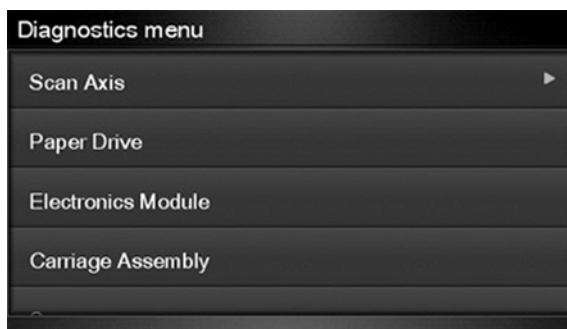 Diagnostics menu
Scan Axis
Paper Drive
Electronics Module
Carriage Assembly